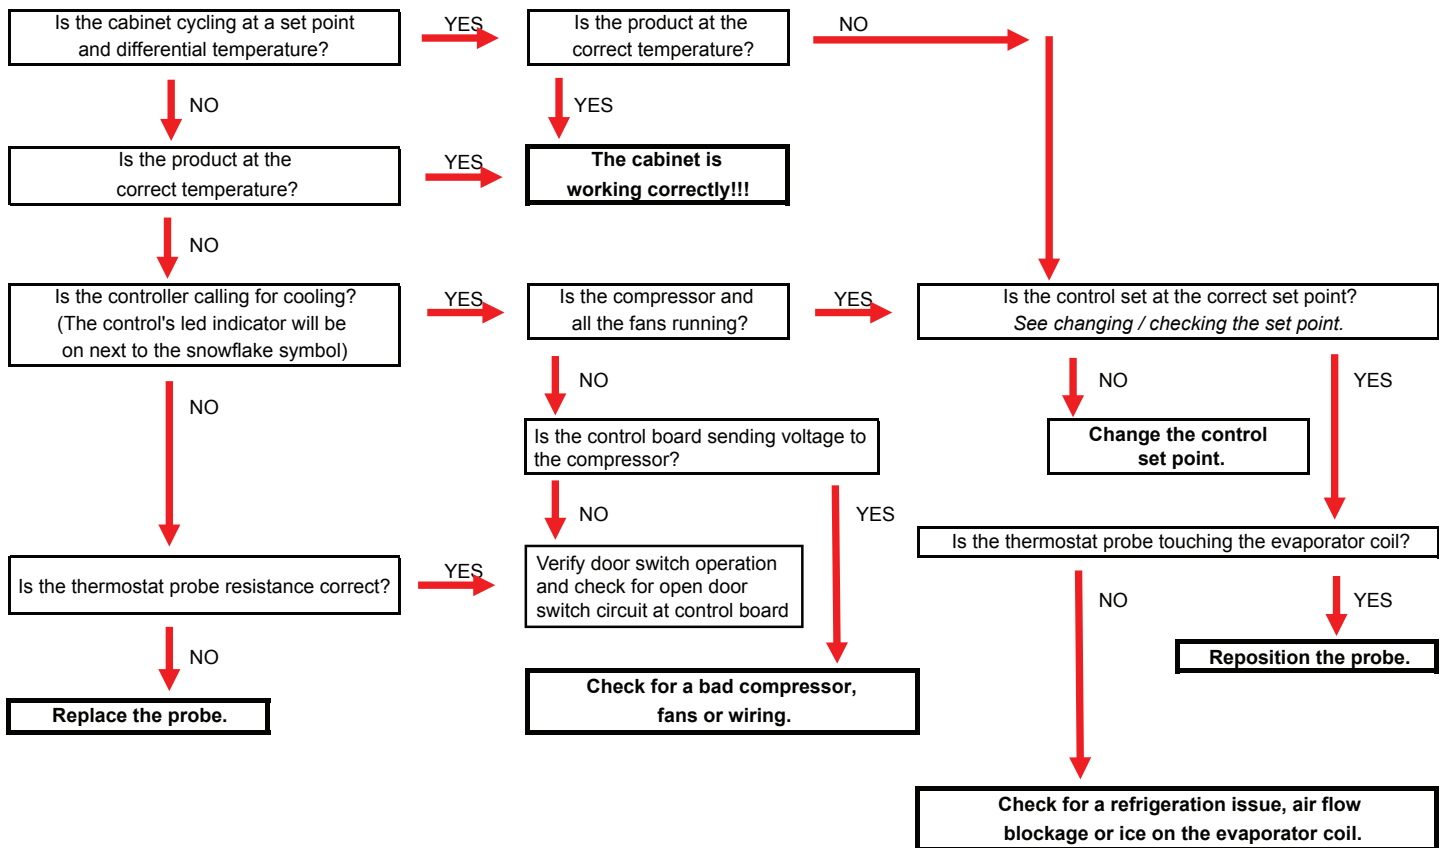 Is the cabinet cycling at a set point
and differential temperature?
YES
Is the product at the
correct temperature?
NO
NO
YES
Is the product at the
correct temperature?
YES
The cabinet is
working correctly!!!
NO
Is the controller calling for cooling?
(The control's led indicator will be
on next to the snowflake symbol)
YES
Is the compressor and
all the fans running?
YES
Is the control set at the correct set point?
See changing / checking the set point.
NO
NO
NO
YES
Is the control board sending voltage to
the compressor?
Change the control
set point.
NO
YES
Is the thermostat probe resistance correct?
YES
Verify door switch operation
and check for open door
switch circuit at control board
Is the thermostat probe touching the evaporator coil?
NO
YES
NO
Reposition the probe.
Replace the probe.
Check for a bad compressor,
fans or wiring.
Check for a refrigeration issue, air flow
blockage or ice on the evaporator coil.